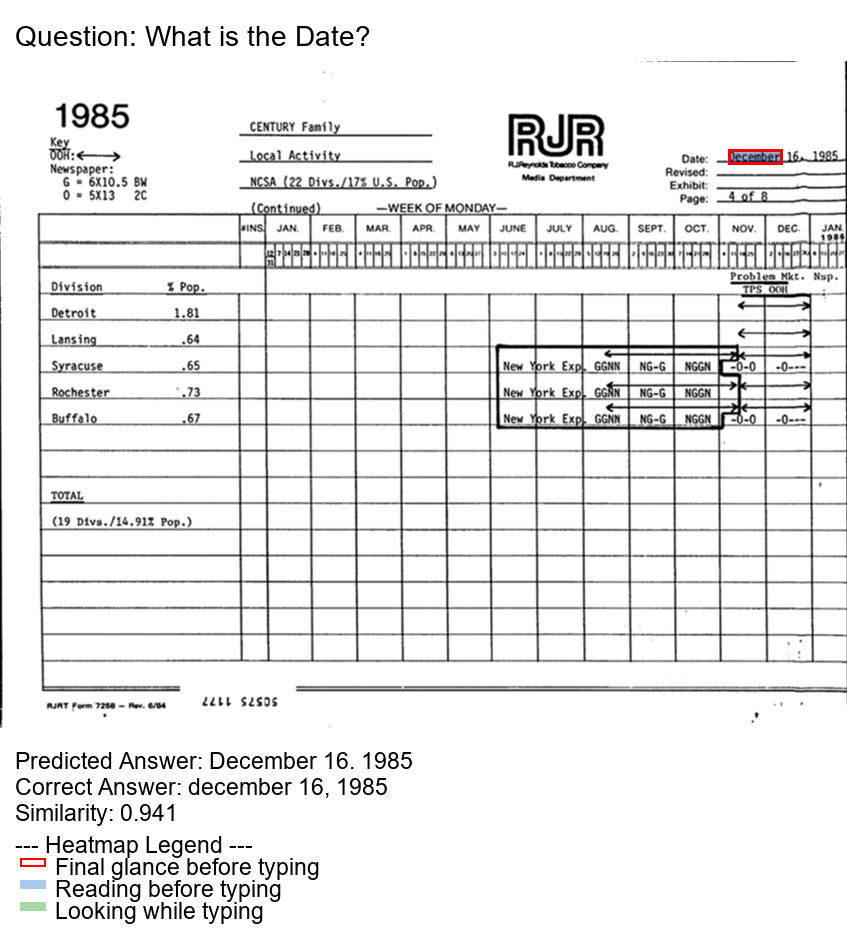 Question: What is the Date?
1985
Key
OOH:
Newspaper:
G = 6X10.5 BW
O = 5X13 2C
CENTURY Family
Local Activity
NCSA (22 Divs./17% U.S. Pop.)
(Continued)
RJR
RJReynolds Tobacco Company
Media Department
Date: December 16, 1985
Revised:
Exhibit:
Page: 4 of 8
—WEEK OF MONDAY—
#INS. JAN. FEB. MAR. APR. MAY JUNE JULY AUG. SEPT. OCT. NOV. DEC. JAN. 1986
Division % Pop. Problem Mkt. Nsp.
TPS OOH
Detroit 1.81
Lansing .64
Syracuse .65 New York Exp. GGNN NG-G NGGN -0-0 -0---
Rochester .73 New York Exp. GGNN NG-G NGGN
Buffalo .67 New York Exp. GGNN NG-G NGGN -0-0 -0---
TOTAL
(19 Divs./14.91% Pop.)
RJRT Form 7258 — Rev. 6/84
50575 1777
Predicted Answer: December 16. 1985
Correct Answer: december 16, 1985
Similarity: 0.941
--- Heatmap Legend ---
Final glance before typing
Reading before typing
Looking while typing